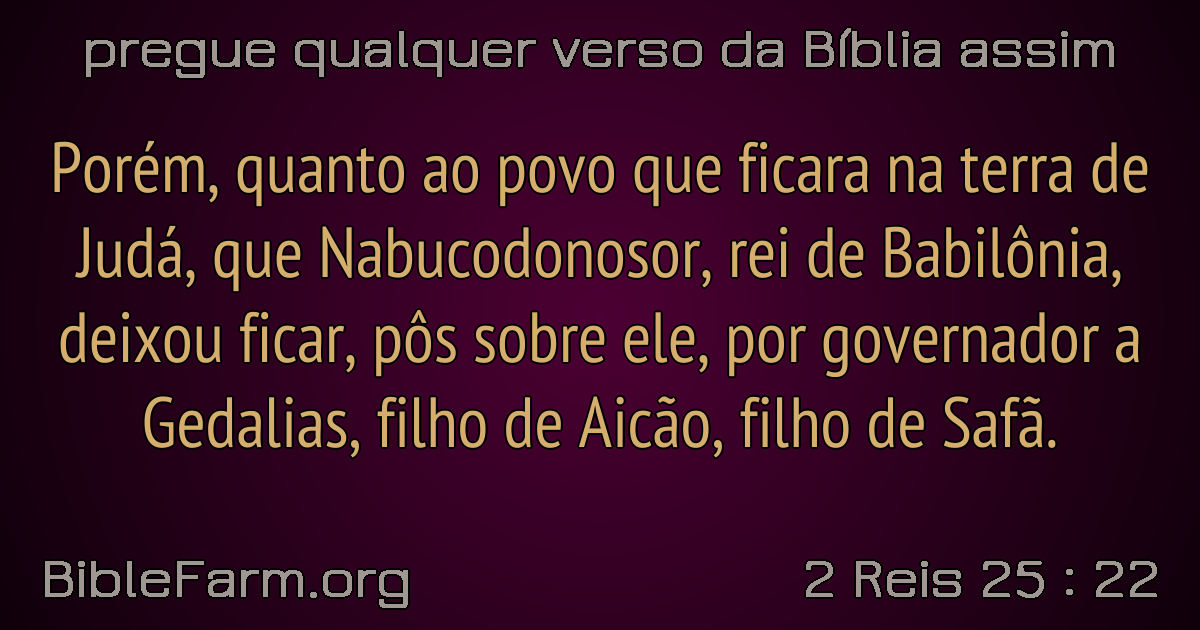 pregue qualquer verso da Bíblia assim
Porém, quanto ao povo que ficara na terra de
Judá, que Nabucodonosor, rei de Babilônia,
deixou ficar, pôs sobre ele, por governador a
Gedalias, filho de Aicão, filho de Safã.
BibleFarm.org
2 Reis 25 : 22